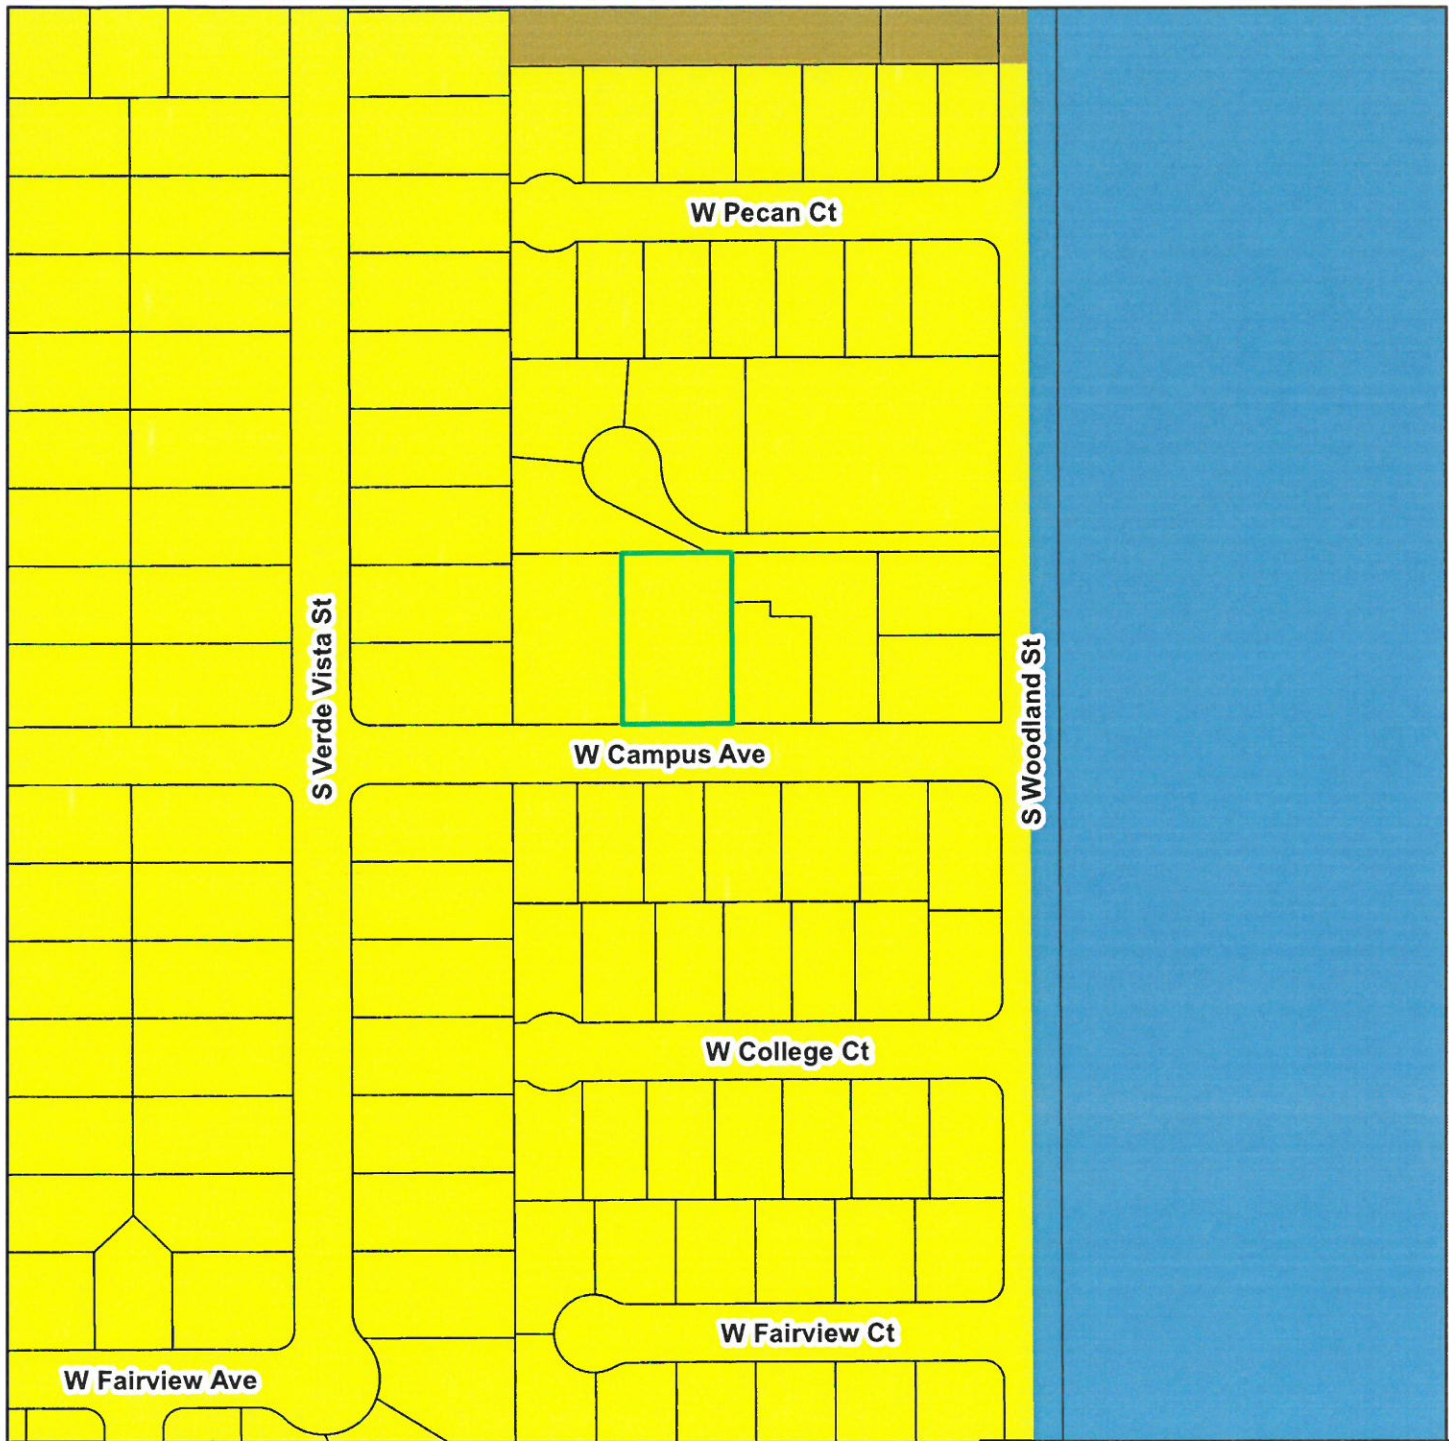 W Pecan Ct
S Verde Vista St
S Woodland St
W Campus Ave
W College Ct
W Fairview Ct
W Fairview Ave